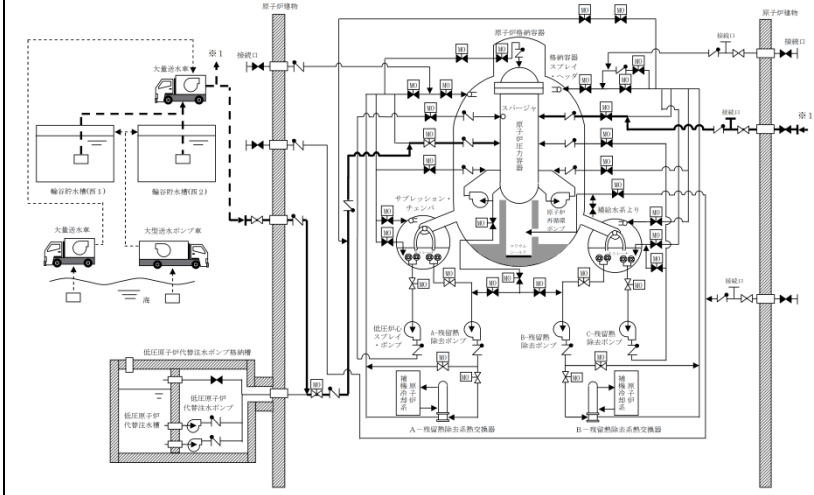 原子炉建物
原子炉建物
※1
接続口
大量送水車
輪谷貯水槽(西1)
輪谷貯水槽(西2)
大量送水車
大型送水ポンプ車
海
原子炉格納容器
格納容器
スプレイ
・ヘッダ
スパージャ
原子炉圧力容器
接続口
接続口
接続口
※1
接続口
サプレッション・
チェンバ
原子炉
再循環
ポンプ
補給水系より
MO
低圧炉心
スプレイ
・ポンプ
A-残留熱
除去ポンプ
B-残留熱
除去ポンプ
C-残留熱
除去ポンプ
原子炉
補機冷却系
原子炉
補機冷却系
A-残留熱除去系熱交換器
B-残留熱除去系熱交換器
低圧原子炉代替注水ポンプ格納槽
低圧原子炉
代替注水槽
低圧原子炉
代替注水ポンプ